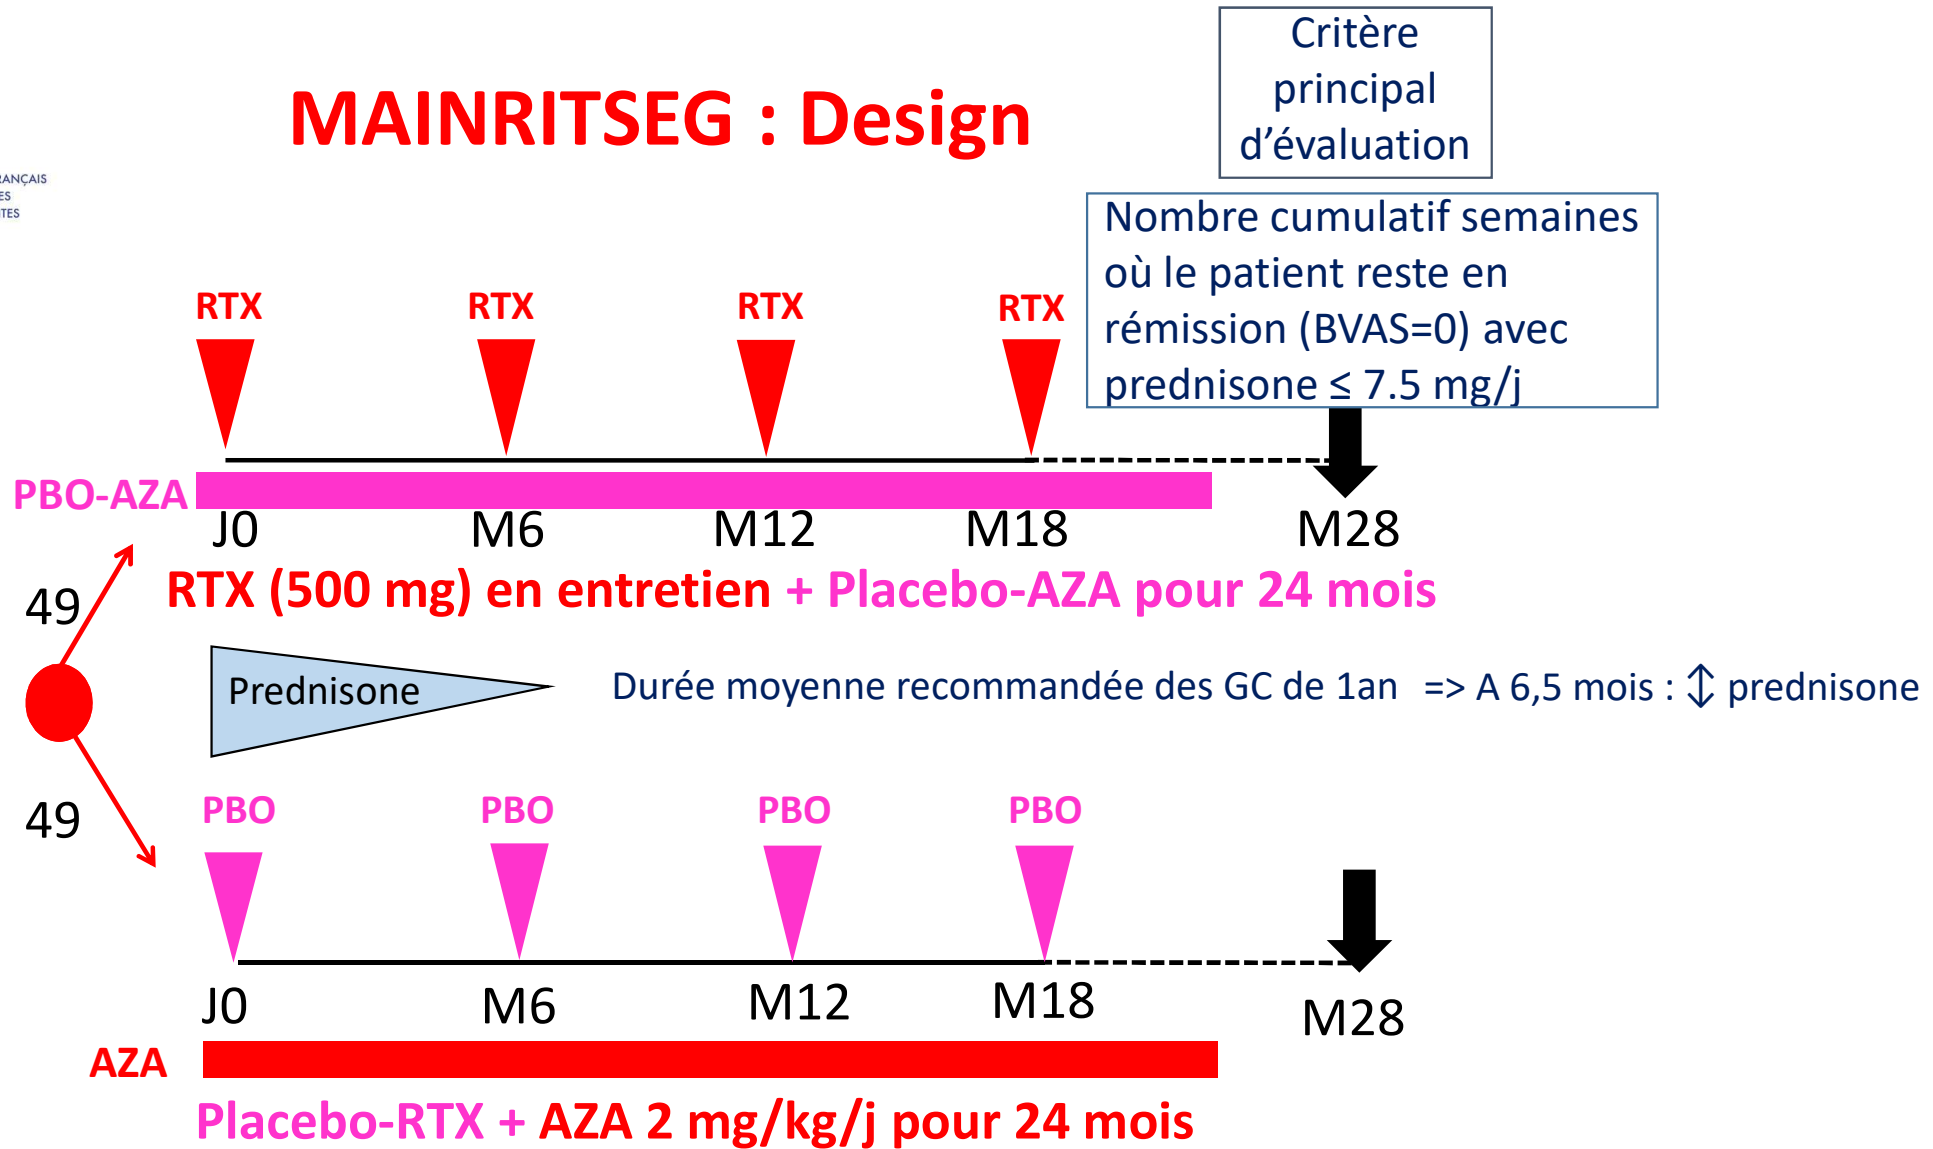 MAINRITSEG : Design
Critère
principal
d’évaluation
ES
Nombre cumulatif semaines
où le patient reste en
rémission (BVAS=0) avec
prednisone ≤ 7.5 mg/j
RTX RTX RTX RTX
PBO-AZA
J0 M6 M12 M18 M28
RTX (500 mg) en entretien + Placebo-AZA pour 24 mois
49
Prednisone
Durée moyenne recommandée des GC de 1an => A 6,5 mois : ↕ prednisone
49
PBO PBO PBO PBO
J0 M6 M12 M18 M28
AZA
Placebo-RTX + AZA 2 mg/kg/j pour 24 mois